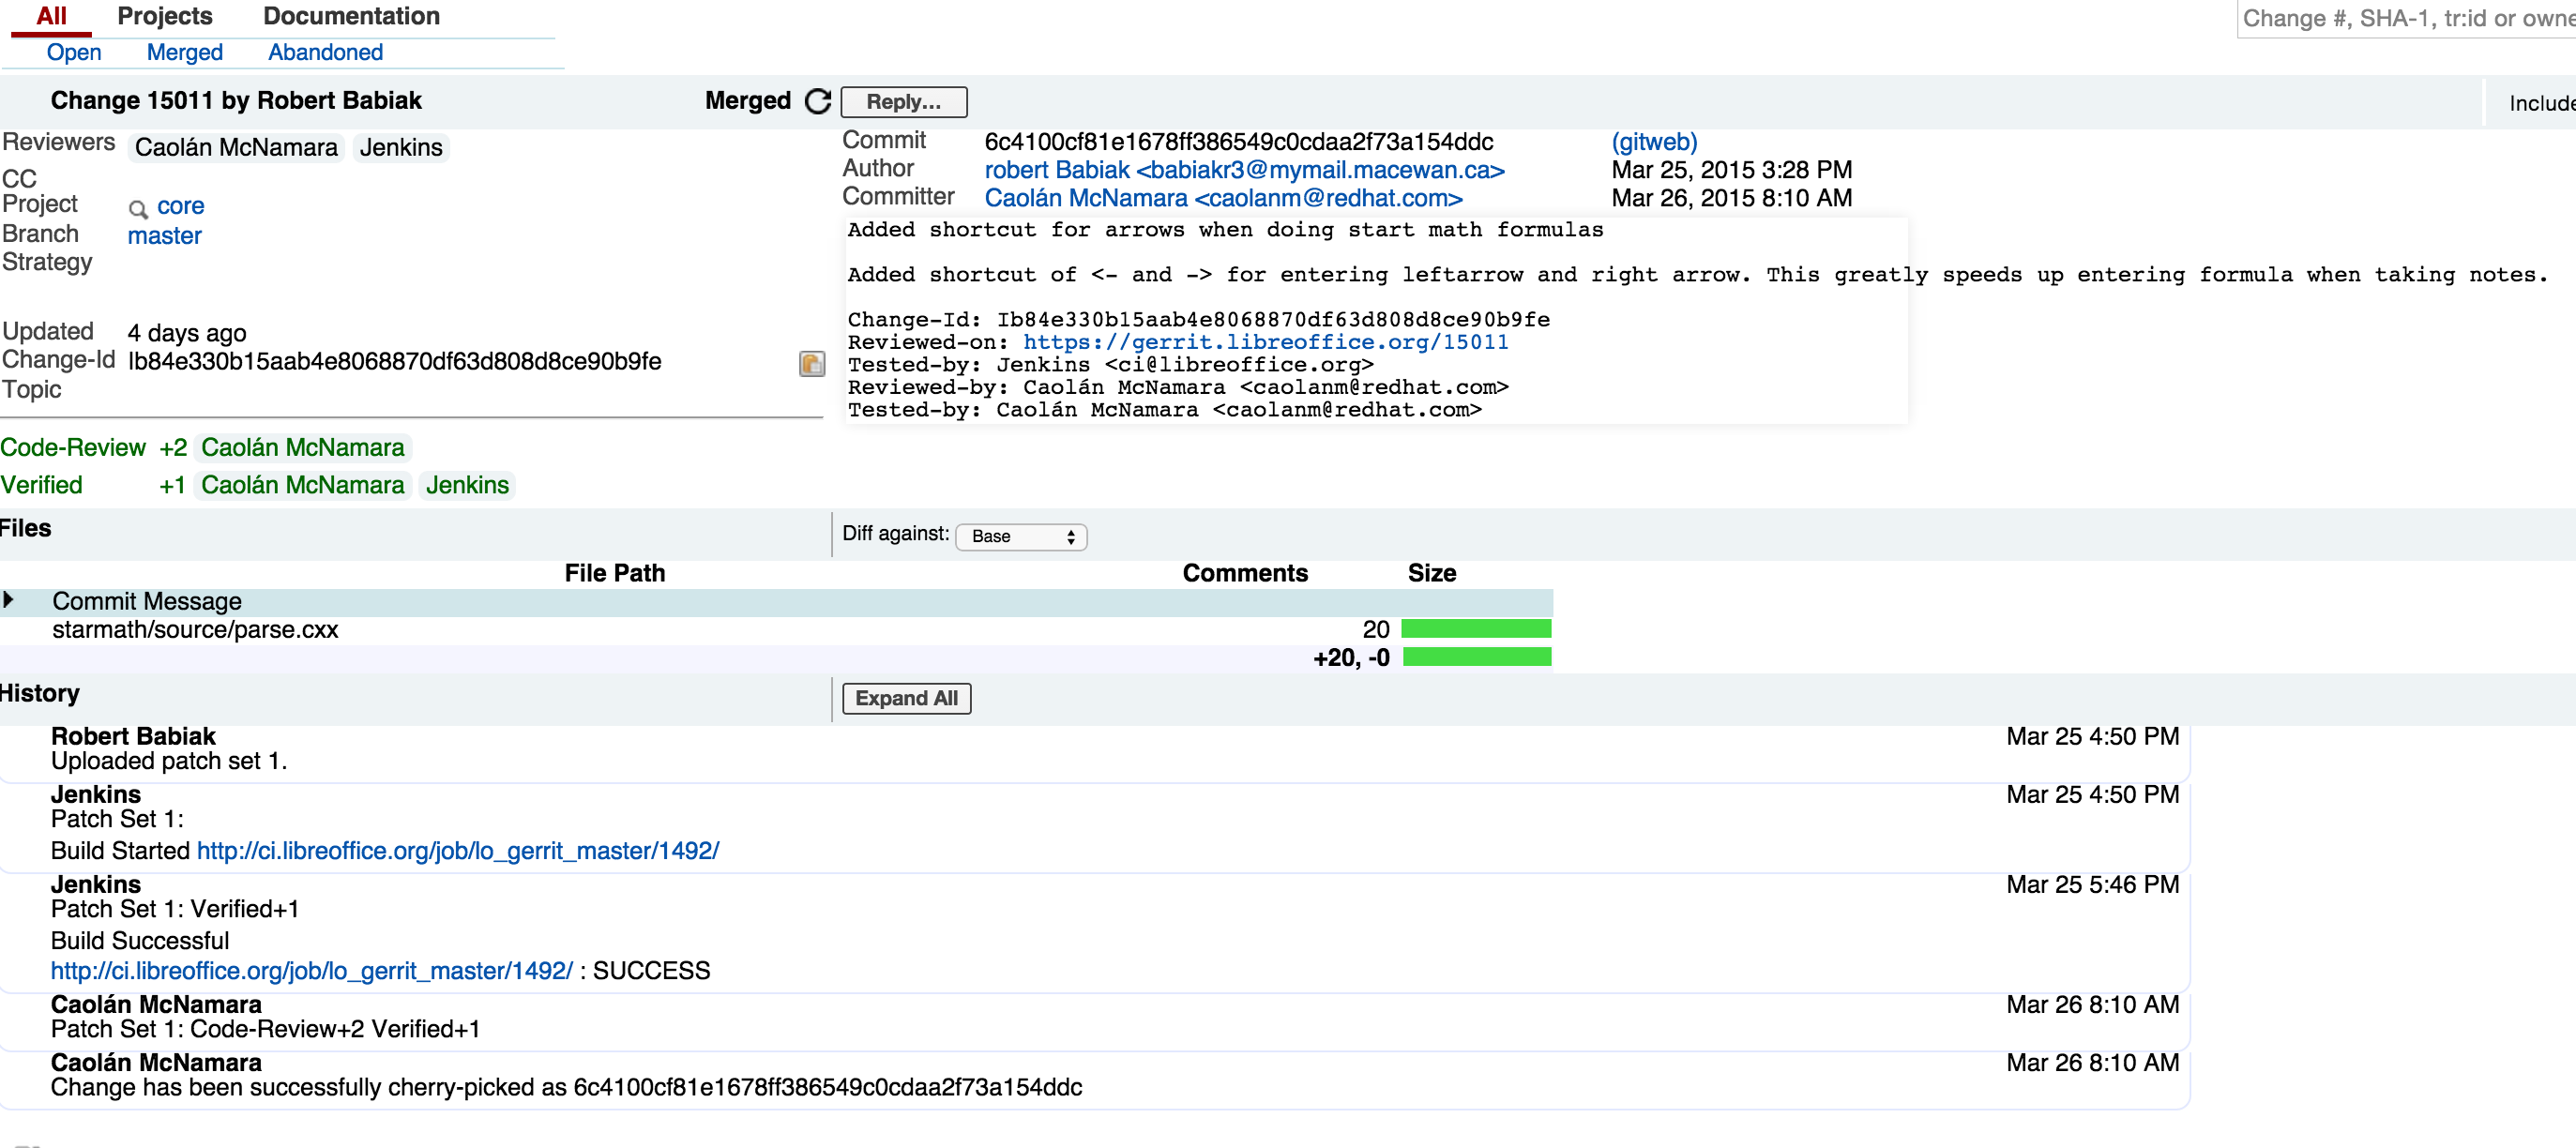 All Projects Documentation
Change #, SHA-1, tr:id or owne
Open Merged Abandoned
Change 15011 by Robert Babiak Merged Reply... Include
Reviewers Caolán McNamara Jenkins
CC
Project core
Branch master
Strategy
Updated 4 days ago
Change-Id Ib84e330b15aab4e8068870df63d808d8ce90b9fe
Topic
Commit 6c4100cf81e1678ff386549c0cdaa2f73a154ddc (gitweb)
Author robert Babiak <babiakr3@mymail.macewan.ca> Mar 25, 2015 3:28 PM
Committer Caolán McNamara <caolanm@redhat.com> Mar 26, 2015 8:10 AM
Added shortcut for arrows when doing start math formulas
Added shortcut of <- and -> for entering leftarrow and right arrow. This greatly speeds up entering formula when taking notes.
Change-Id: Ib84e330b15aab4e8068870df63d808d8ce90b9fe
Reviewed-on: https://gerrit.libreoffice.org/15011
Tested-by: Jenkins <ci@libreoffice.org>
Reviewed-by: Caolán McNamara <caolanm@redhat.com>
Tested-by: Caolán McNamara <caolanm@redhat.com>
Code-Review +2 Caolán McNamara
Verified +1 Caolán McNamara Jenkins
Files Diff against: Base
File Path Comments Size
Commit Message
starmath/source/parse.cxx 20
+20, -0
History Expand All
Robert Babiak Mar 25 4:50 PM
Uploaded patch set 1.
Jenkins Mar 25 4:50 PM
Patch Set 1:
Build Started http://ci.libreoffice.org/job/lo_gerrit_master/1492/
Jenkins Mar 25 5:46 PM
Patch Set 1: Verified+1
Build Successful
http://ci.libreoffice.org/job/lo_gerrit_master/1492/ : SUCCESS
Caolán McNamara Mar 26 8:10 AM
Patch Set 1: Code-Review+2 Verified+1
Caolán McNamara Mar 26 8:10 AM
Change has been successfully cherry-picked as 6c4100cf81e1678ff386549c0cdaa2f73a154ddc